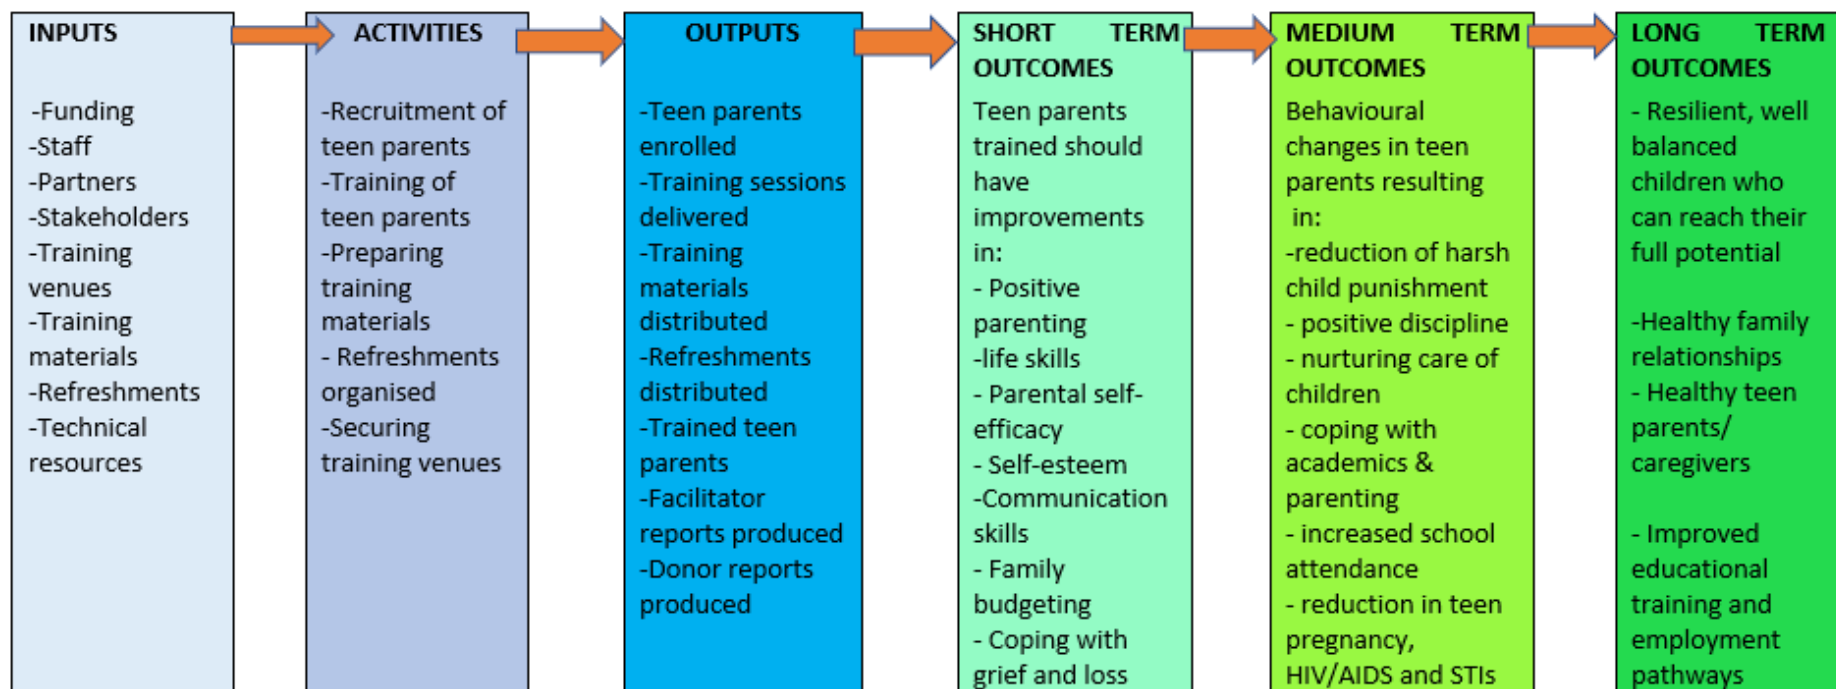 INPUTS
-Funding
-Staff
-Partners
-Stakeholders
-Training
venues
-Training
materials
-Refreshments
-Technical
resources
ACTIVITIES
-Recruitment of
teen parents
-Training of
teen parents
-Preparing
training
materials
- Refreshments
organised
-Securing
training venues
OUTPUTS
-Teen parents
enrolled
-Training sessions
delivered
-Training
materials
distributed
-Refreshments
distributed
-Trained teen
parents
-Facilitator
reports produced
-Donor reports
produced
SHORT TERM
OUTCOMES
Teen parents
trained should
have
improvements
in:
- Positive
parenting
-life skills
- Parental self-
efficacy
- Self-esteem
-Communication
skills
- Family
budgeting
- Coping with
grief and loss
MEDIUM TERM
OUTCOMES
Behavioural
changes in teen
parents resulting
in:
-reduction of harsh
child punishment
- positive discipline
- nurturing care of
children
- coping with
academics &
parenting
- increased school
attendance
- reduction in teen
pregnancy,
HIV/AIDS and STIs
LONG TERM
OUTCOMES
- Resilient, well
balanced
children who
can reach their
full potential
-Healthy family
relationships
- Healthy teen
parents/
caregivers
- Improved
educational
training and
employment
pathways